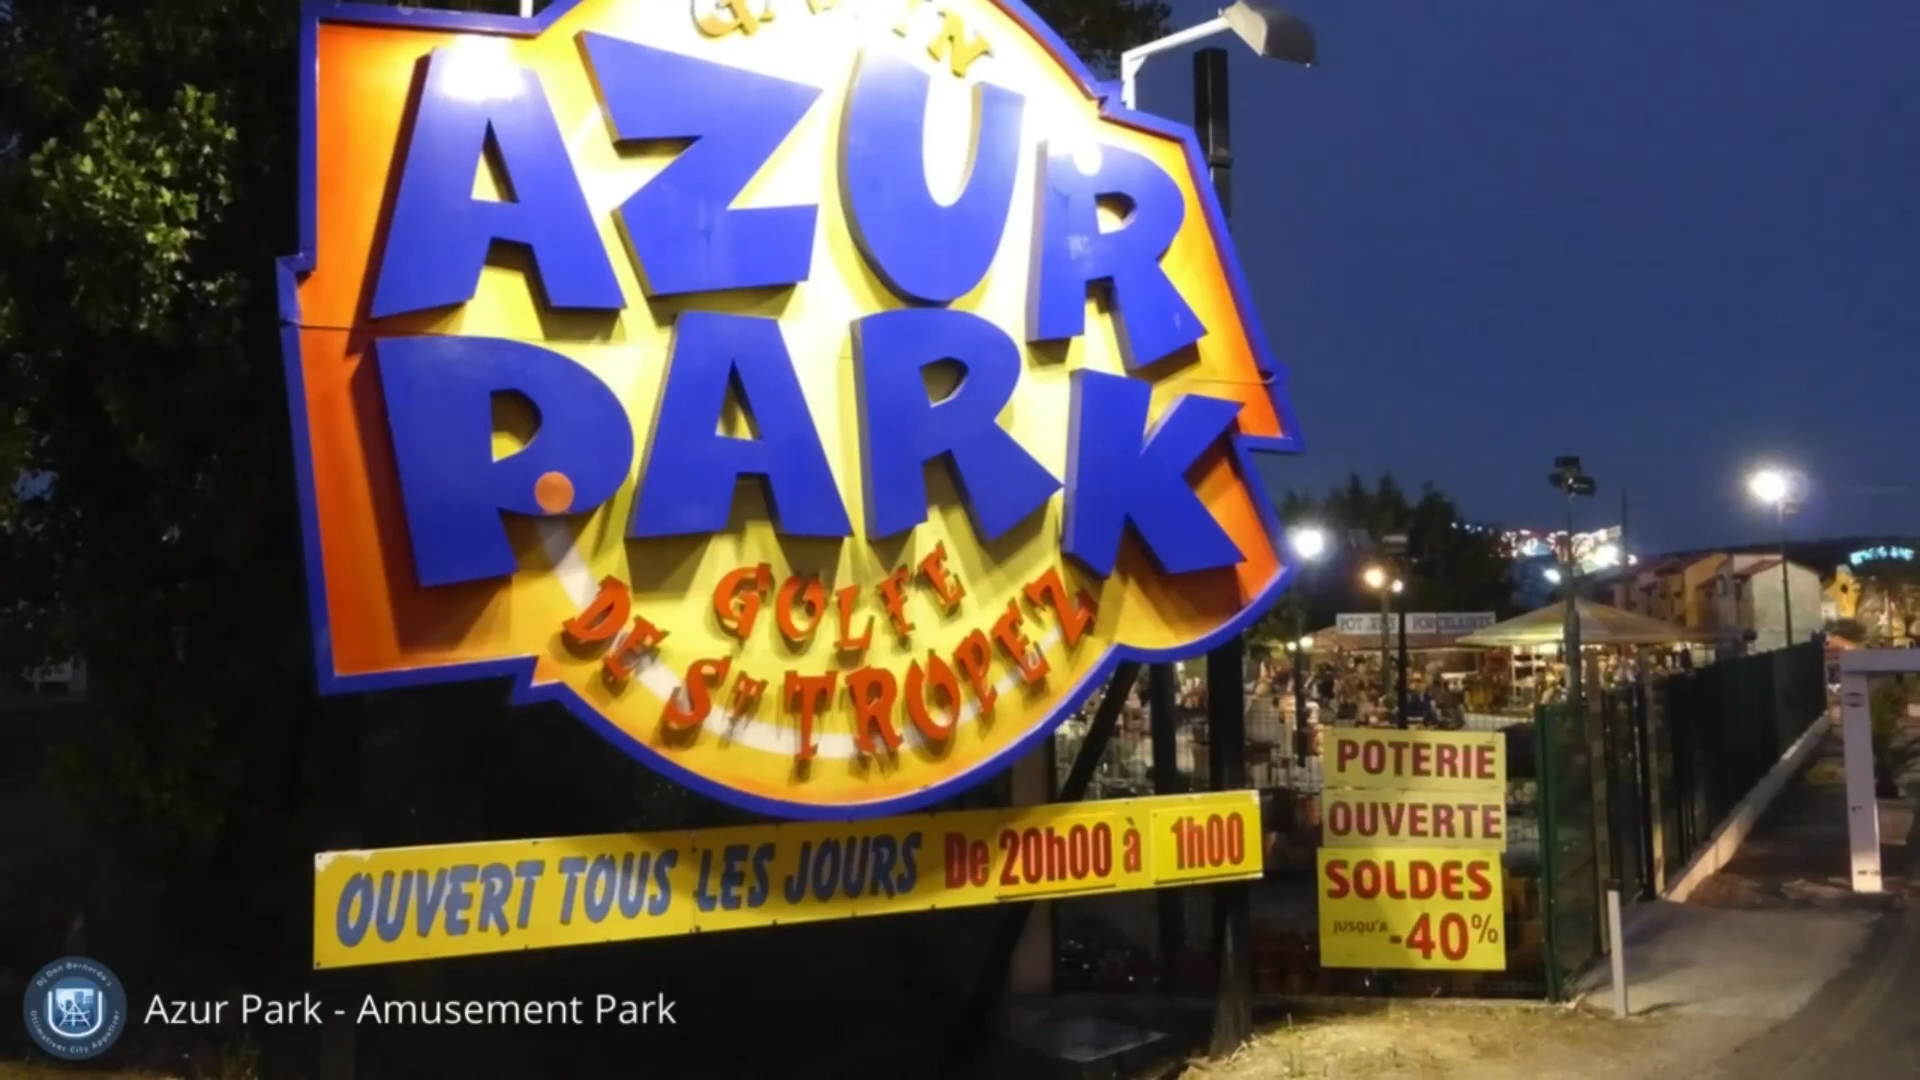 AZUR
PARK
GOLFE
DE ST TROPEZ
OUVERT TOUS LES JOURS De 20h00 à 1h00
POTERIE
OUVERTE
SOLDES
JUSQU'A -40%
PORCELAINES
Azur Park - Amusement Park